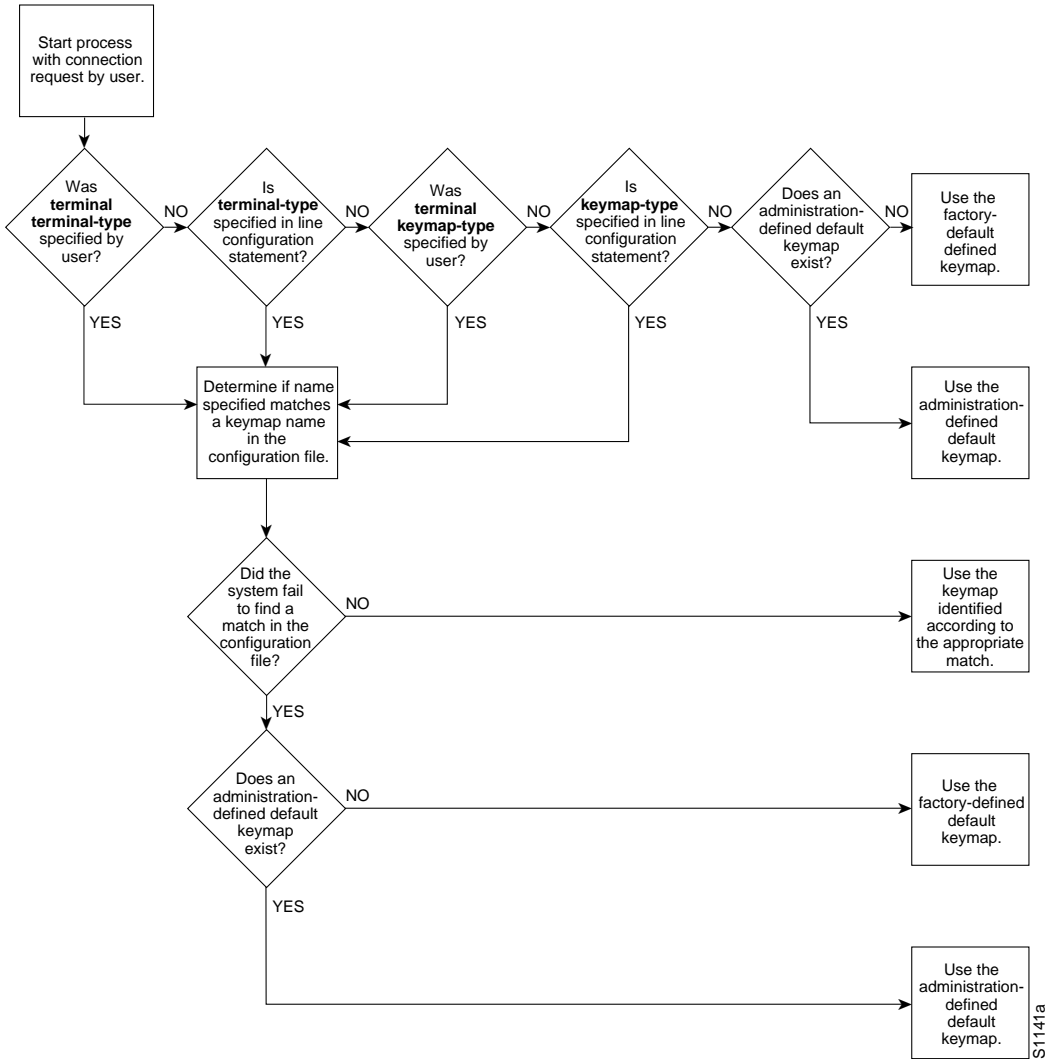 Start process
with connection
request by user.
Was
terminal
terminal-type
specified by
user?
NO
YES
Is
terminal-type
specified in line
configuration
statement?
NO
YES
Was
terminal
keymap-type
specified by
user?
NO
YES
Is
keymap-type
specified in line
configuration
statement?
NO
YES
Does an
administration-
defined default
keymap
exist?
NO
YES
Use the
factory-
default
defined
keymap.
Use the
administration-
defined
default
keymap.
Determine if name
specified matches
a keymap name
in the
configuration file.
Did the
system fail
to find a
match in the
configuration
file?
NO
YES
Use the
keymap
identified
according to
the appropriate
match.
Does an
administration-
defined default
keymap
exist?
NO
YES
Use the
factory-defined
default
keymap.
Use the
administration-
defined
default
keymap.
S1141a